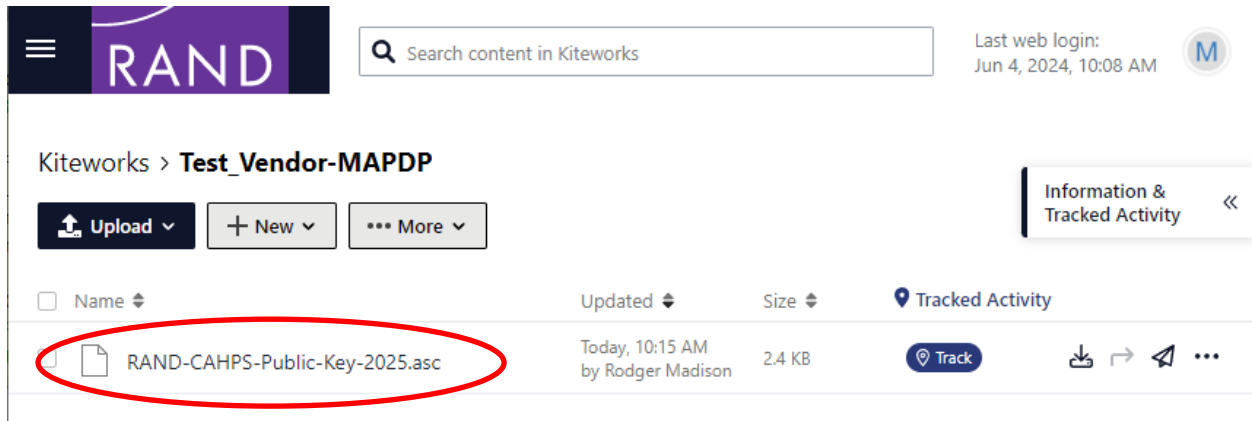 RAND
Search content in Kiteworks
Last web login:
Jun 4, 2024, 10:08 AM
M
Kiteworks > Test_Vendor-MAPDP
Information &
Tracked Activity
Upload
New
More
Name
Updated
Size
Tracked Activity
RAND-CAHPS-Public-Key-2025.asc
Today, 10:15 AM
by Rodger Madison
2.4 KB
Track